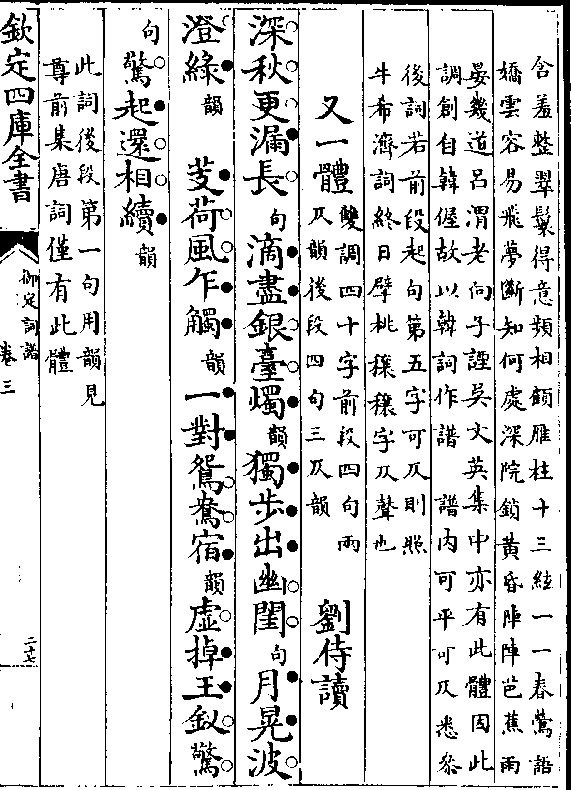 含羞整翠鬟得意頻相顧雁柱十三絃一一春鶯語
嬌雲容易飛夢斷知何處深院鎖黃昏陣陣芭蕉雨
晏幾道呂渭老向子諲吳文英集中亦有此體因此
調創自韓偓故以韓詞作譜 譜內可平可仄悉叅
後詞若前段起句第五字可仄則照
牛希濟詞終日擘桃穰穰字仄聲也
又一體 雙調四十字前段四句兩
仄韻後段四句三仄韻 劉侍讀
深秋更漏長句滴盡銀臺燭韻獨步出幽閨句月晃波
澄綠韻 芰荷風乍觸韻一對鴛鴦宿韻虛掉玉釵驚
句驚起還相續韻
此詞後段第一句用韻見
尊前集唐詞僅有此體
欽定四庫全書
御定詞譜
卷三
二十七